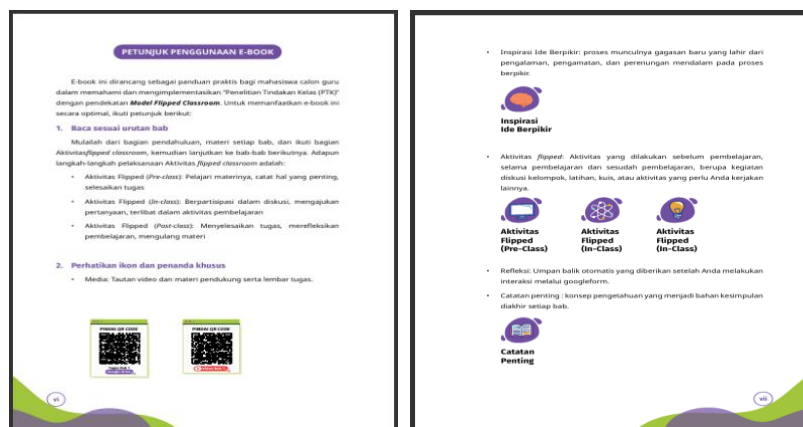 PETUNJUK PENGGUNAAN E-BOOK
E-book ini dirancang sebagai panduan praktis bagi mahasiswa calon guru
dalam memahami dan mengimplementasikan "Penelitian Tindakan Kelas (PTK)"
dengan pendekatan Model Flipped Classroom. Untuk memanfaatkan e-book ini
secara optimal, ikuti petunjuk berikut:
1. Baca sesuai urutan bab
Mulailah dari bagian pendahuluan, materi setiap bab, dan ikuti bagian
Aktivitasflipped classroom, kemudian lanjutkan ke bab-bab berikutnya. Adapun
langkah-langkah pelaksanaan Aktivitas flipped classroom adalah:
• Aktivitas Flipped (Pre-class): Pelajari materinya, catat hal yang penting,
selesaikan tugas
• Aktivitas Flipped (In-class): Berpartisipasi dalam diskusi, mengajukan
pertanyaan, terlibat dalam aktivitas pembelajaran
• Aktivitas Flipped (Post-class): Menyelesaikan tugas, merefleksikan
pembelajaran, mengulang materi
2. Perhatikan ikon dan penanda khusus
• Media: Tautan video dan materi pendukung serta lembar tugas.
PINDAI QR CODE
PINDAI QR CODE
vi
• Inspirasi Ide Berpikir: proses munculnya gagasan baru yang lahir dari
pengalaman, pengamatan, dan perenungan mendalam pada proses
berpikir.
Inspirasi
Ide Berpikir
• Aktivitas flipped: Aktivitas yang dilakukan sebelum pembelajaran,
selama pembelajaran dan sesudah pembelajaran, berupa kegiatan
diskusi kelompok, latihan, kuis, atau aktivitas yang perlu Anda kerjakan
lainnya.
Aktivitas
Flipped
(Pre-Class)
Aktivitas
Flipped
(In-Class)
Aktivitas
Flipped
(In-Class)
• Refleksi: Umpan balik otomatis yang diberikan setelah Anda melakukan
interaksi melalui googleform.
• Catatan penting : konsep pengetahuan yang menjadi bahan kesimpulan
diakhir setiap bab.
Catatan
Penting
vii